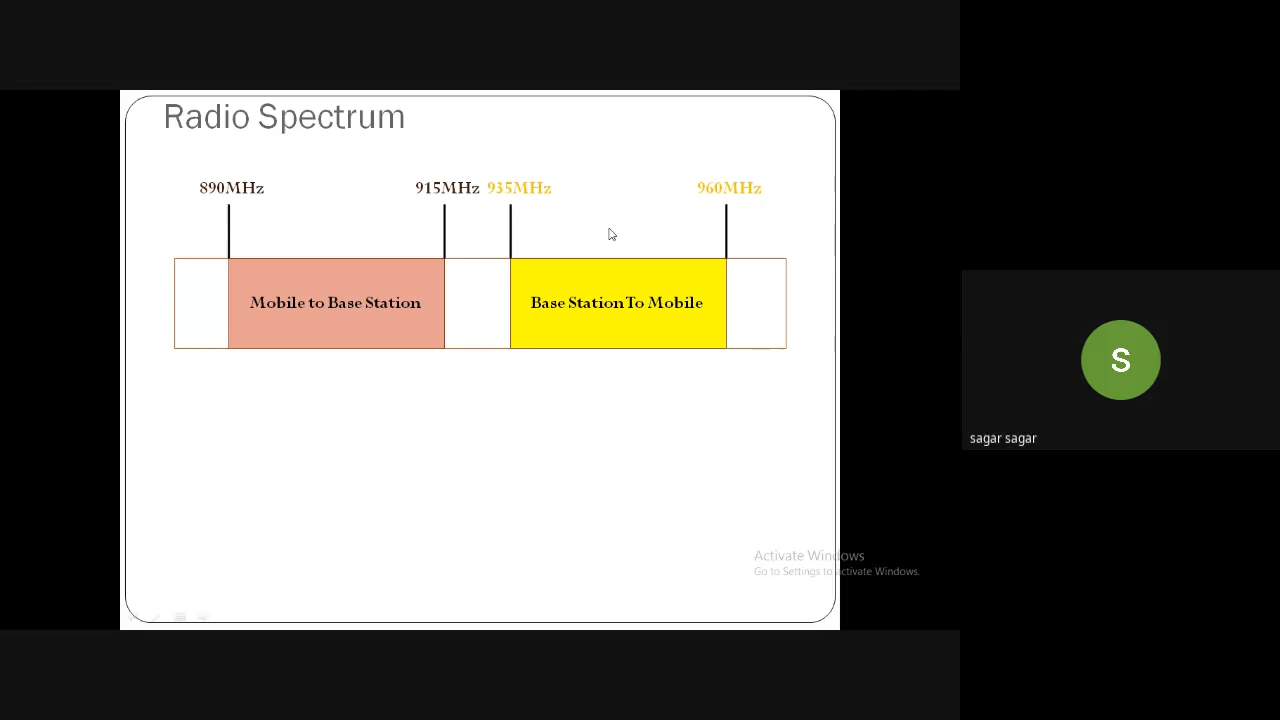 Radio Spectrum
890MHz 915MHz 935MHz 960MHz
Mobile to Base Station Base Station To Mobile
S
sagar sagar
Activate Windows
Go to Settings to activate Windows.